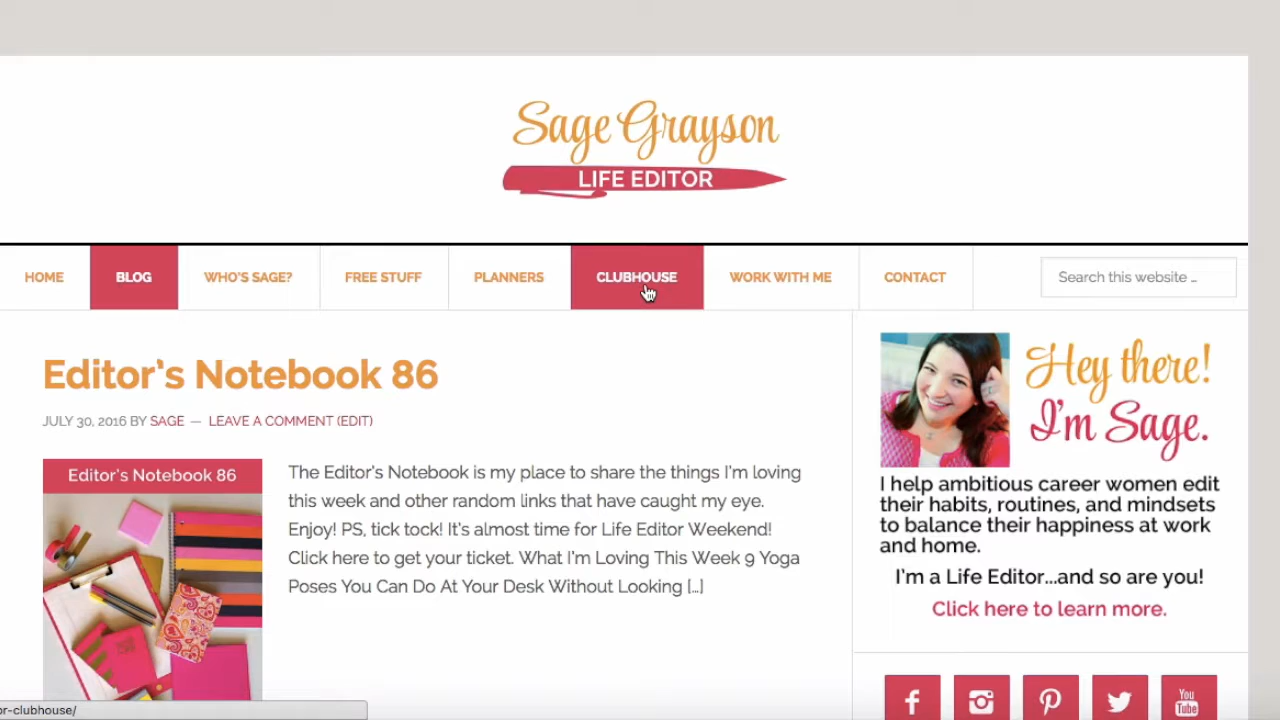 Sage Grayson
LIFE EDITOR
HOME
BLOG
WHO'S SAGE?
FREE STUFF
PLANNERS
CLUBHOUSE
WORK WITH ME
CONTACT
Search this website …
Editor's Notebook 86
JULY 30, 2016 BY SAGE — LEAVE A COMMENT (EDIT)
Editor's Notebook 86
The Editor's Notebook is my place to share the things I'm loving
this week and other random links that have caught my eye.
Enjoy! PS, tick tock! It's almost time for Life Editor Weekend!
Click here to get your ticket. What I'm Loving This Week 9 Yoga
Poses You Can Do At Your Desk Without Looking [...]
Hey there!
I'm Sage.
I help ambitious career women edit
their habits, routines, and mindsets
to balance their happiness at work
and home.
I'm a Life Editor...and so are you!
Click here to learn more.
You
Tube
or-clubhouse/